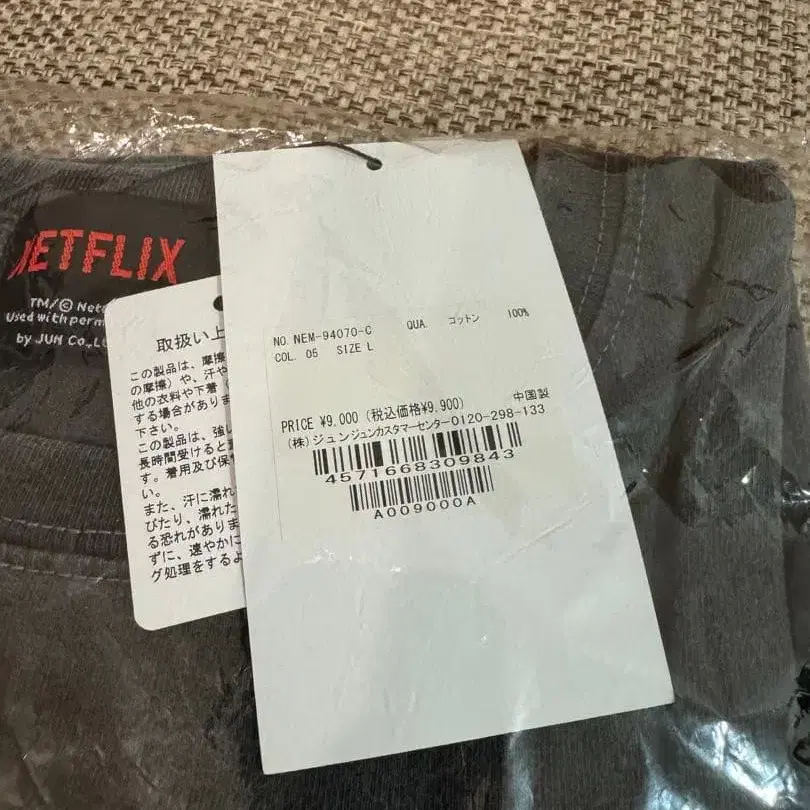 NETFLIX
TM/© Net
Used with perm
by JUN Co.,L
取扱い上
この製品は、摩擦
の摩擦)や、汗や
他の衣料や下着(
する場合がありま
下さい。
この製品は、強い
長時間受けると
す。着用及び保
い。
また、汗に濡れ
びたり、濡れた
る恐れがありま
ずに、速やかに
グ処理をするよ
NO. NEM-94070-C QUA. コットン 100%
COL. 05 SIZE L
PRICE ¥9,000 (税込価格¥9,900) 中国製
(株)ジュンジュンカスタマーセンター0120-298-133
4571668309843
A009000A